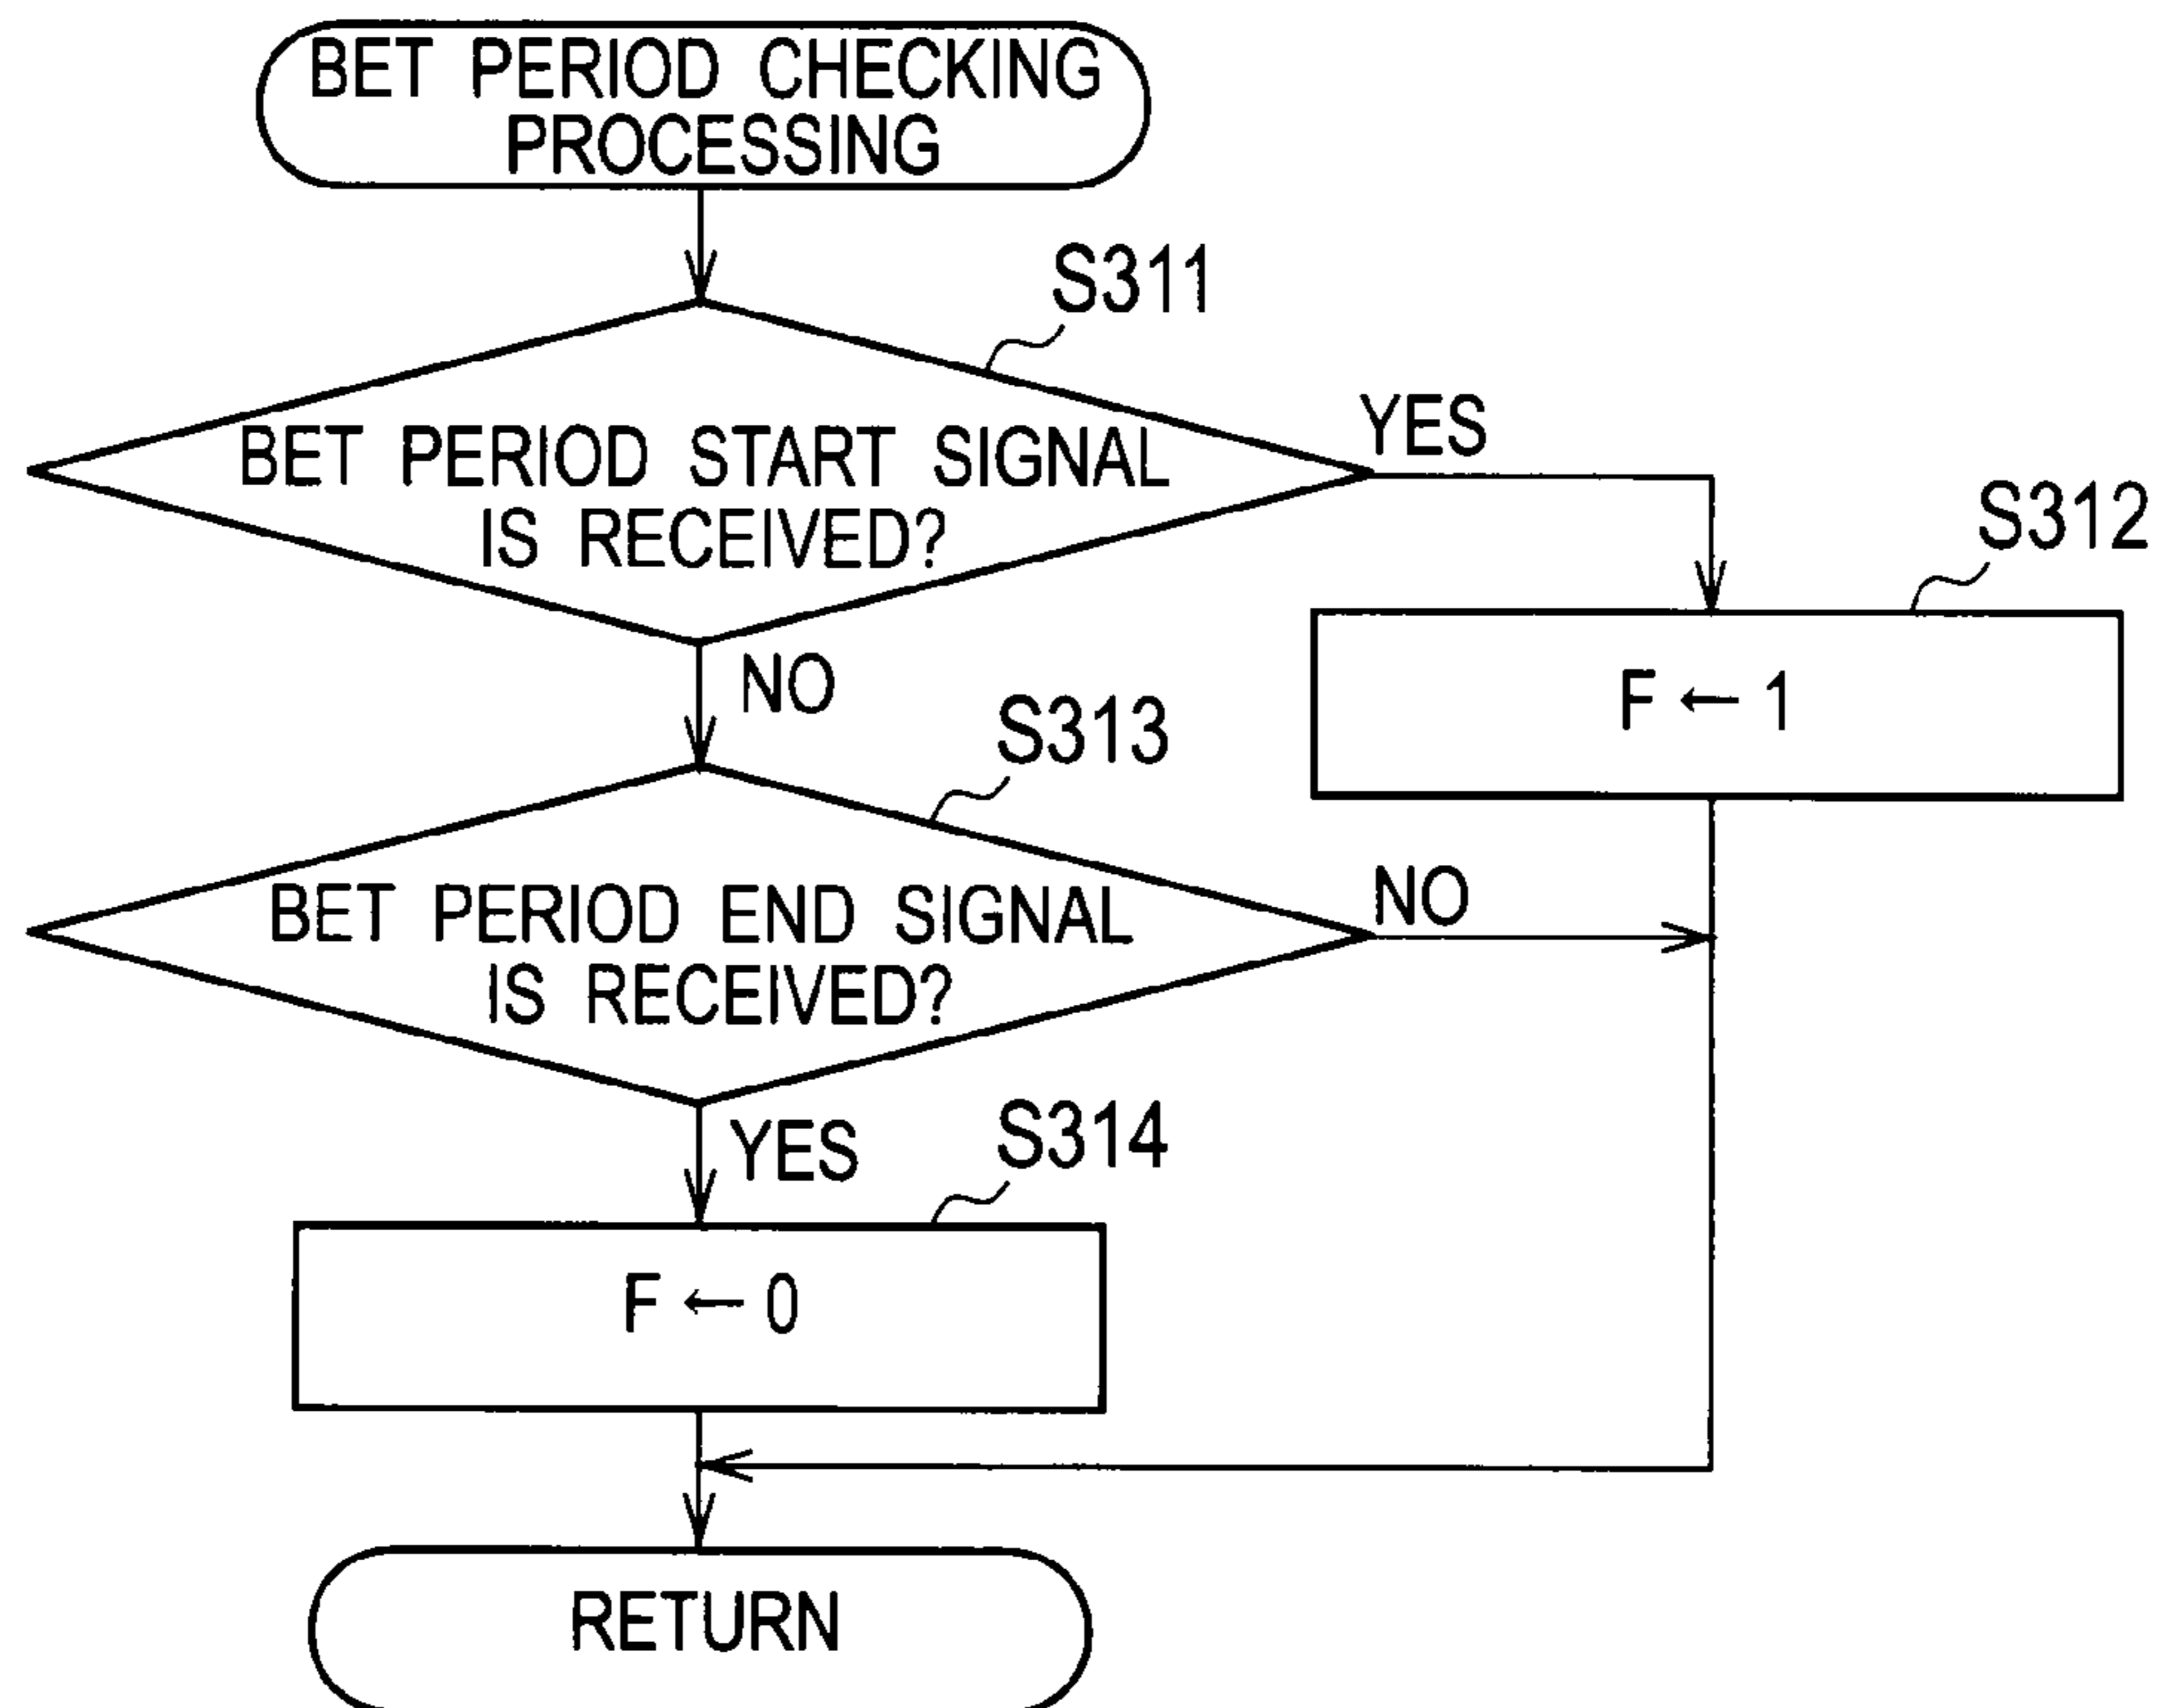 BET PERIOD CHECKING
PROCESSING
S311
BET PERIOD START SIGNAL
IS RECEIVED?
YES
S312
F ← 1
NO
S313
BET PERIOD END SIGNAL
IS RECEIVED?
NO
YES
S314
F ← 0
RETURN